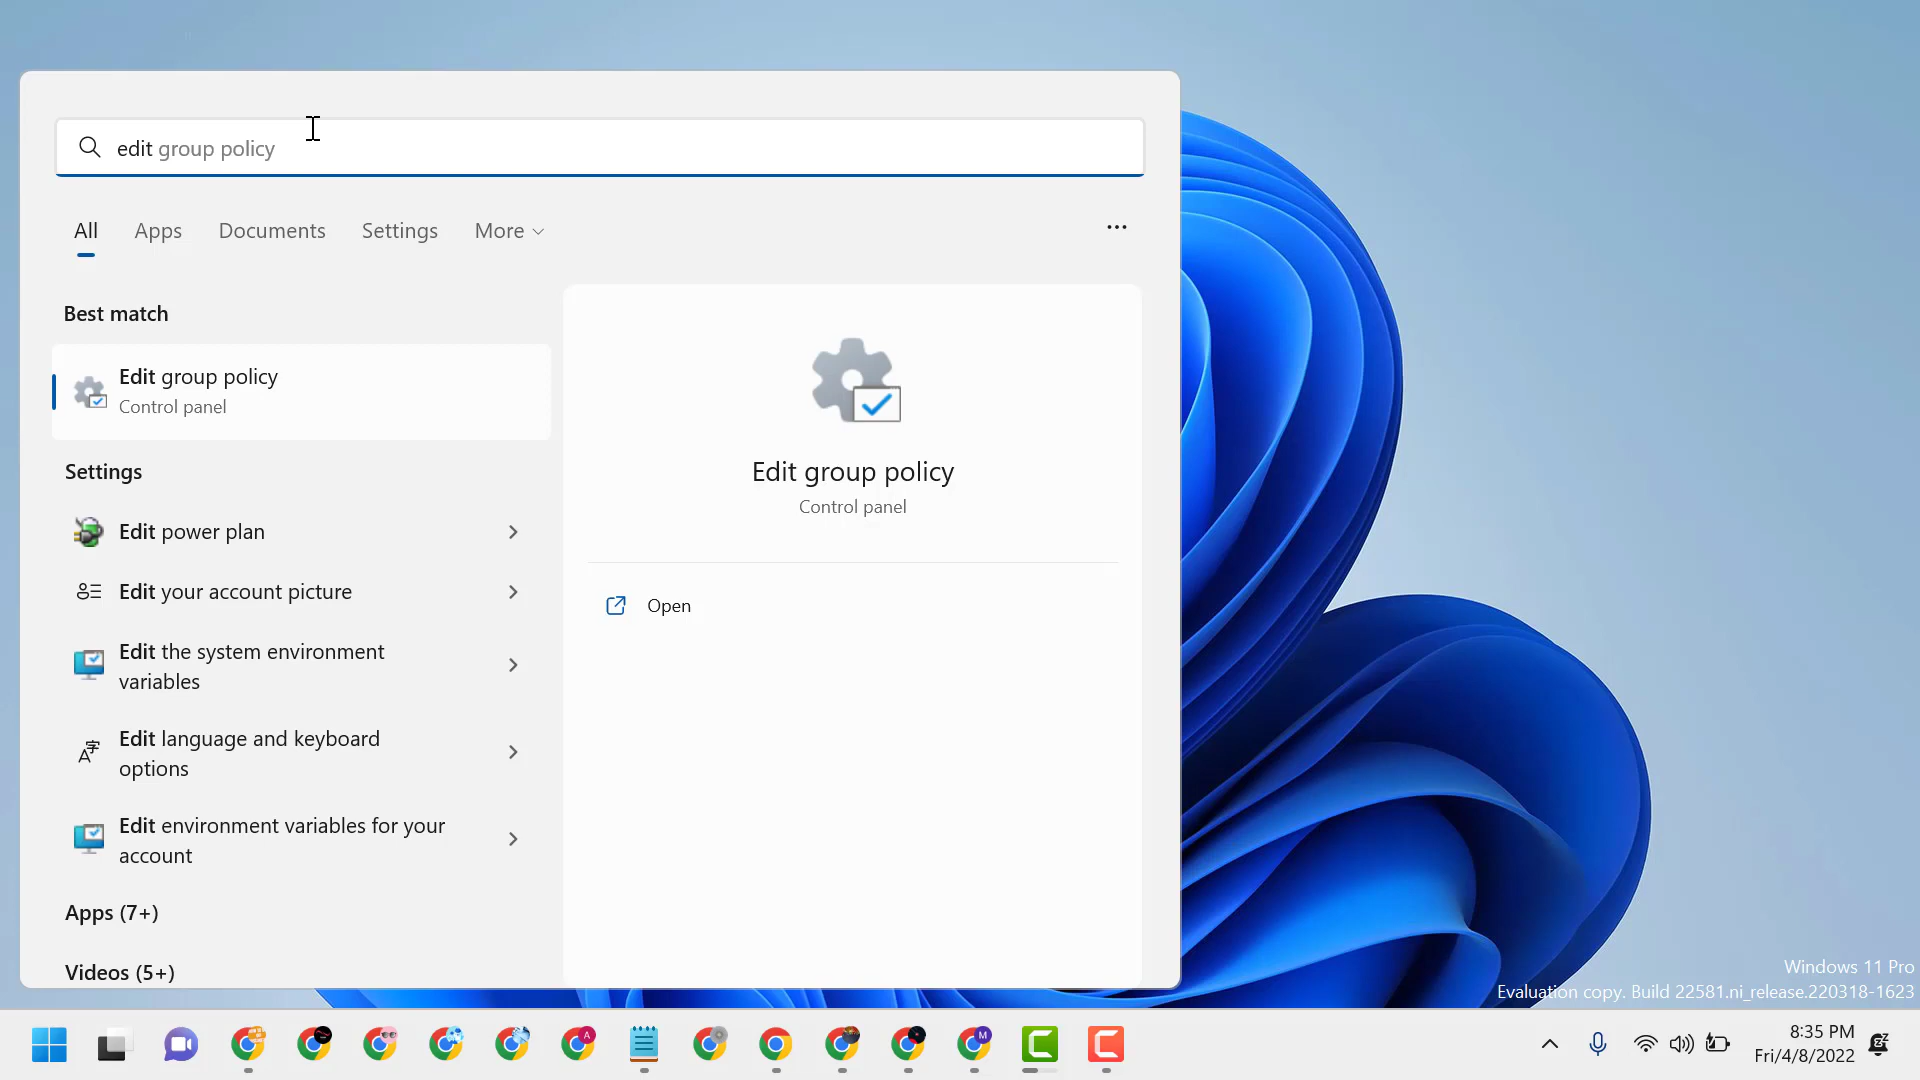 edit group policy
All Apps Documents Settings More
Best match
Edit group policy
Control panel
Settings
Edit power plan
Edit your account picture
Edit the system environment
variables
Edit language and keyboard
options
Edit environment variables for your
account
Apps (7+)
Videos (5+)
Edit group policy
Control panel
Open
Windows 11 Pro
Evaluation copy. Build 22581.ni_release.220318-1623
A
M
8:35 PM
Fri/4/8/2022